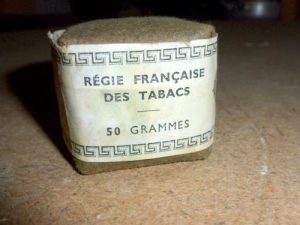 RÉGIE FRANÇAISE
DES TABACS
50 GRAMMES